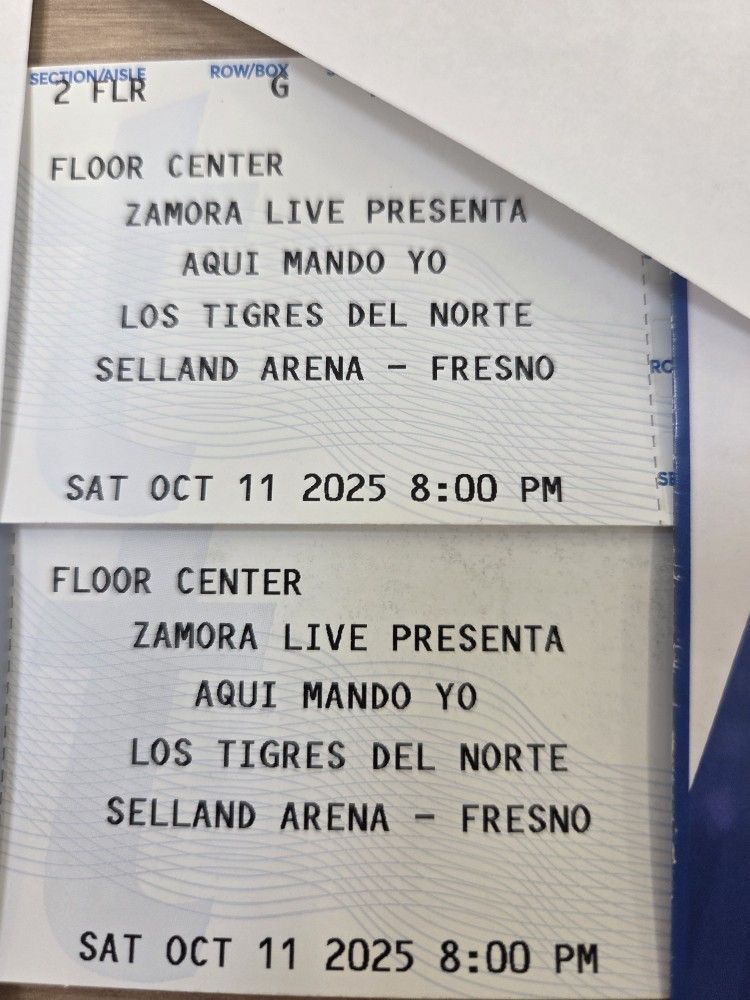 SECTION/AISLE ROW/BOX
2 FLR G
FLOOR CENTER
ZAMORA LIVE PRESENTA
AQUI MANDO YO
LOS TIGRES DEL NORTE
SELLAND ARENA - FRESNO
SAT OCT 11 2025 8:00 PM
FLOOR CENTER
ZAMORA LIVE PRESENTA
AQUI MANDO YO
LOS TIGRES DEL NORTE
SELLAND ARENA - FRESNO
SAT OCT 11 2025 8:00 PM